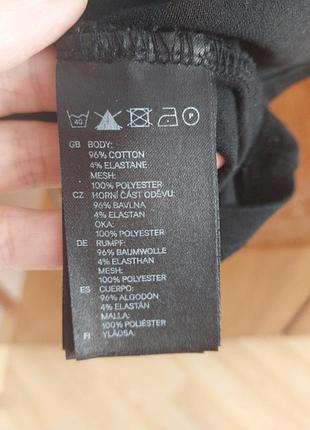 40 P
GB BODY:
96% COTTON
4% ELASTANE
MESH:
100% POLYESTER
CZ HORNÍ ČÁST ODĚVU:
96% BAVLNA
4% ELASTAN
OKA:
100% POLYESTER
DE RUMPF:
96% BAUMWOLLE
4% ELASTHAN
MESH:
100% POLYESTER
ES CUERPO:
96% ALGODÓN
4% ELASTÁN
MALLA:
100% POLIÉSTER
FI YLÄOSA: